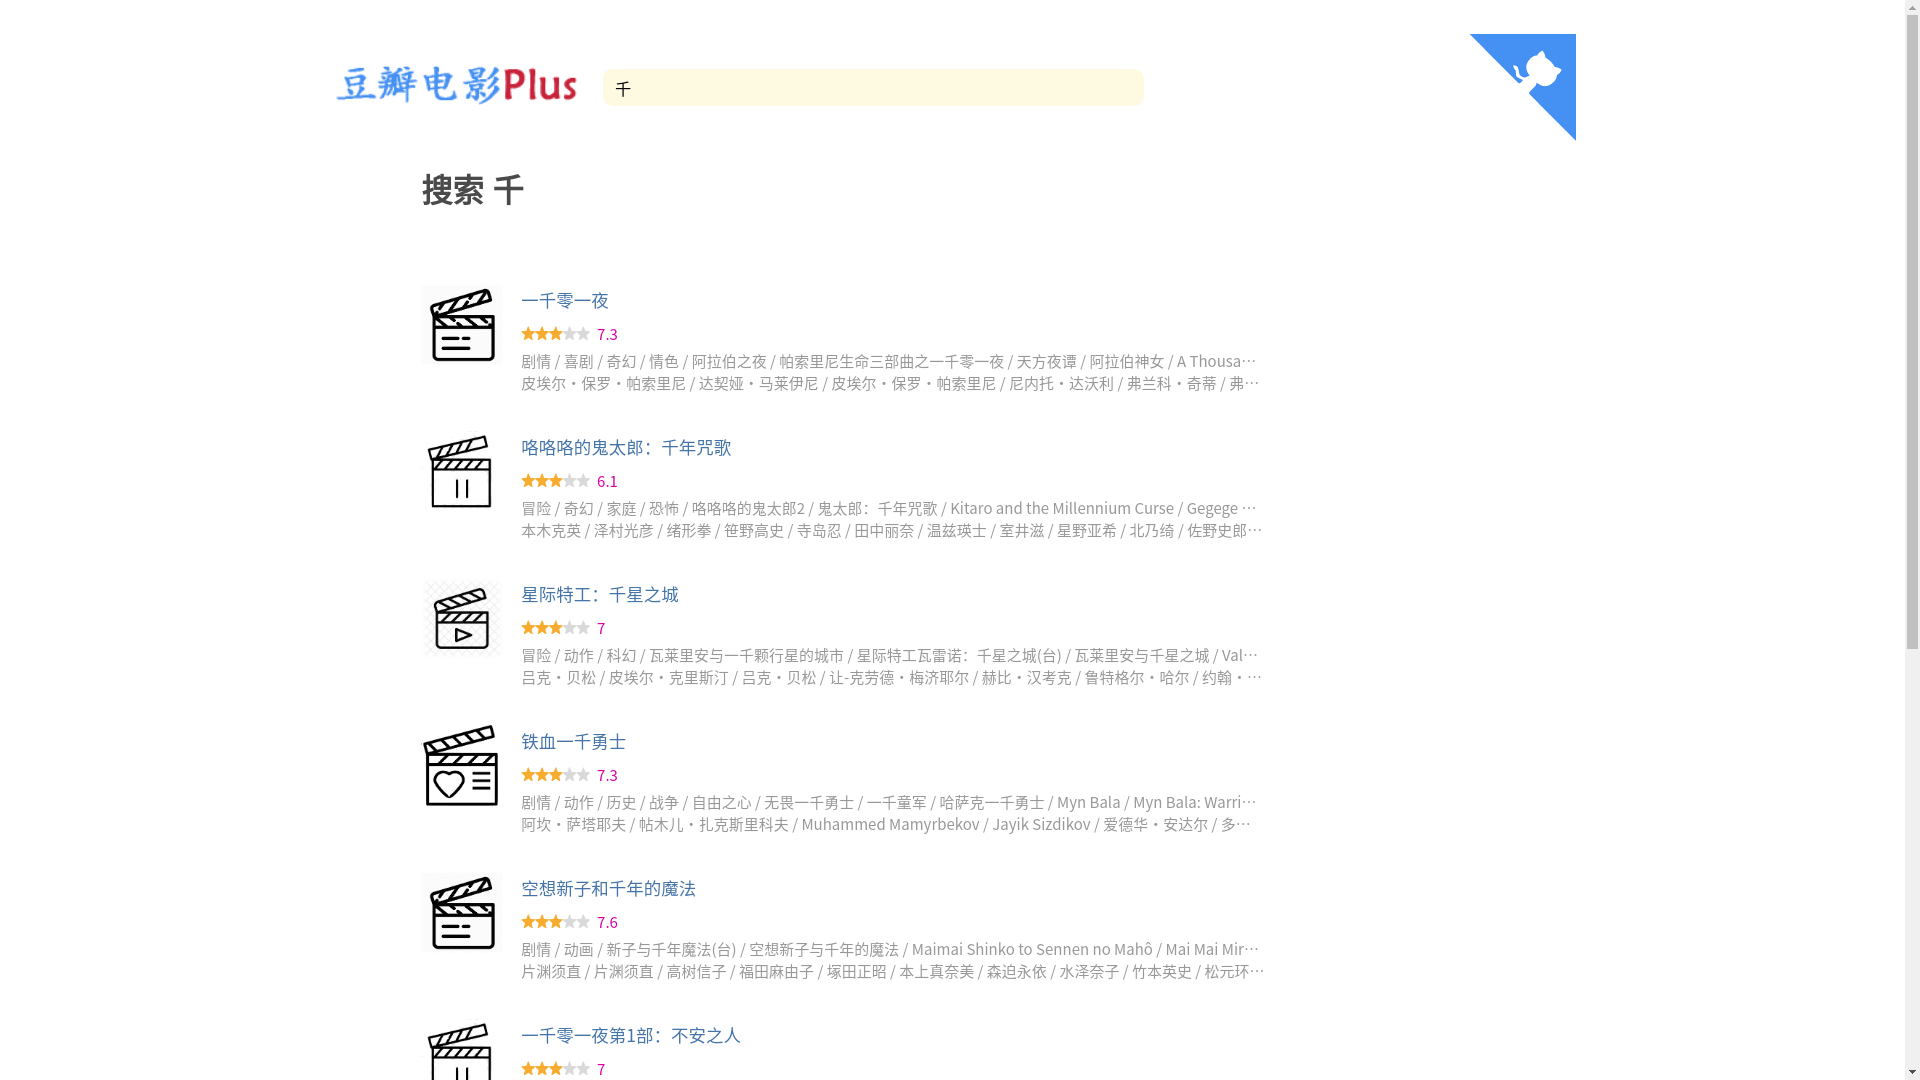 豆瓣电影Plus
千
搜索 千
一千零一夜
7.3
剧情 / 喜剧 / 奇幻 / 情色 / 阿拉伯之夜 / 帕索里尼生命三部曲之一千零一夜 / 天方夜谭 / 阿拉伯神女 / A Thousa…
皮埃尔·保罗·帕索里尼 / 达契娅·马莱伊尼 / 皮埃尔·保罗·帕索里尼 / 尼内托·达沃利 / 弗兰科·奇蒂 / 弗…
咯咯咯的鬼太郎：千年咒歌
6.1
冒险 / 奇幻 / 家庭 / 恐怖 / 咯咯咯的鬼太郎2 / 鬼太郎：千年咒歌 / Kitaro and the Millennium Curse / Gegege …
本木克英 / 泽村光彦 / 绪形拳 / 笹野高史 / 寺岛忍 / 田中丽奈 / 温兹瑛士 / 室井滋 / 星野亚希 / 北乃绮 / 佐野史郎…
星际特工：千星之城
7
冒险 / 动作 / 科幻 / 瓦莱里安与一千颗行星的城市 / 星际特工瓦雷诺：千星之城(台) / 瓦莱里安与千星之城 / Val…
吕克·贝松 / 皮埃尔·克里斯汀 / 吕克·贝松 / 让-克劳德·梅济耶尔 / 赫比·汉考克 / 鲁特格尔·哈尔 / 约翰·…
铁血一千勇士
7.3
剧情 / 动作 / 历史 / 战争 / 自由之心 / 无畏一千勇士 / 一千童军 / 哈萨克一千勇士 / Myn Bala / Myn Bala: Warri…
阿坎·萨塔耶夫 / 帖木儿·扎克斯里科夫 / Muhammed Mamyrbekov / Jayik Sizdikov / 爱德华·安达尔 / 多…
空想新子和千年的魔法
7.6
剧情 / 动画 / 新子与千年魔法(台) / 空想新子与千年的魔法 / Maimai Shinko to Sennen no Mahô / Mai Mai Mir…
片渊须直 / 片渊须直 / 高树信子 / 福田麻由子 / 塚田正昭 / 本上真奈美 / 森迫永依 / 水泽奈子 / 竹本英史 / 松元环…
一千零一夜第1部：不安之人
7